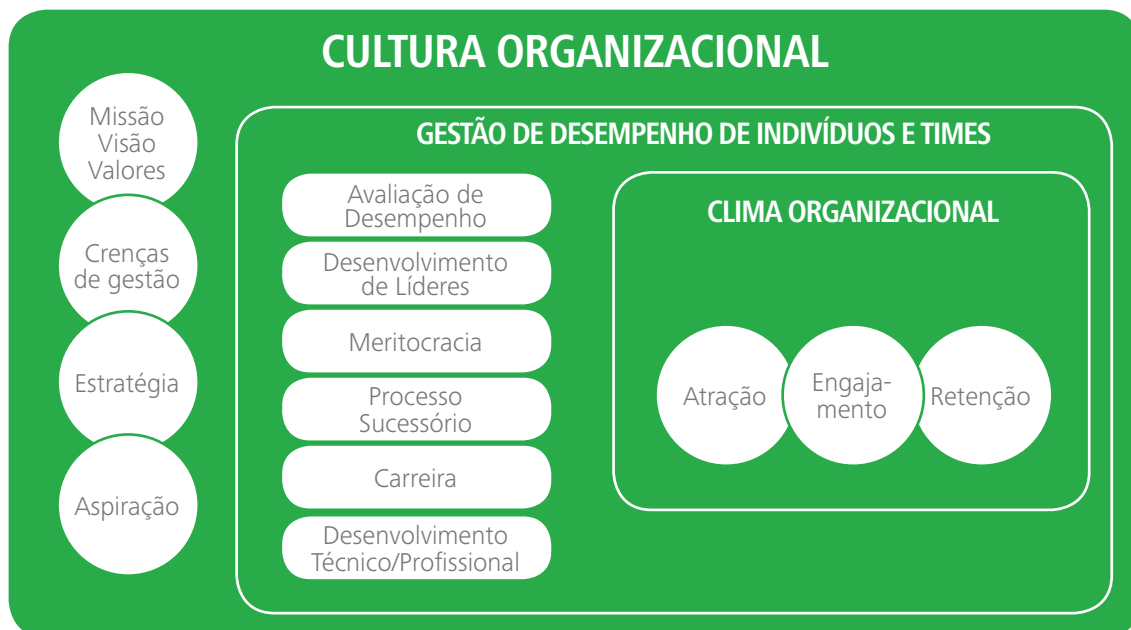 CULTURA ORGANIZACIONAL
Missão
Visão
Valores
Crenças
de gestão
Estratégia
Aspiração
GESTÃO DE DESEMPENHO DE INDIVÍDUOS E TIMES
Avaliação de
Desempenho
Desenvolvimento
de Líderes
Meritocracia
Processo
Sucessório
Carreira
Desenvolvimento
Técnico/Profissional
CLIMA ORGANIZACIONAL
Atração
Engaja-
mento
Retenção